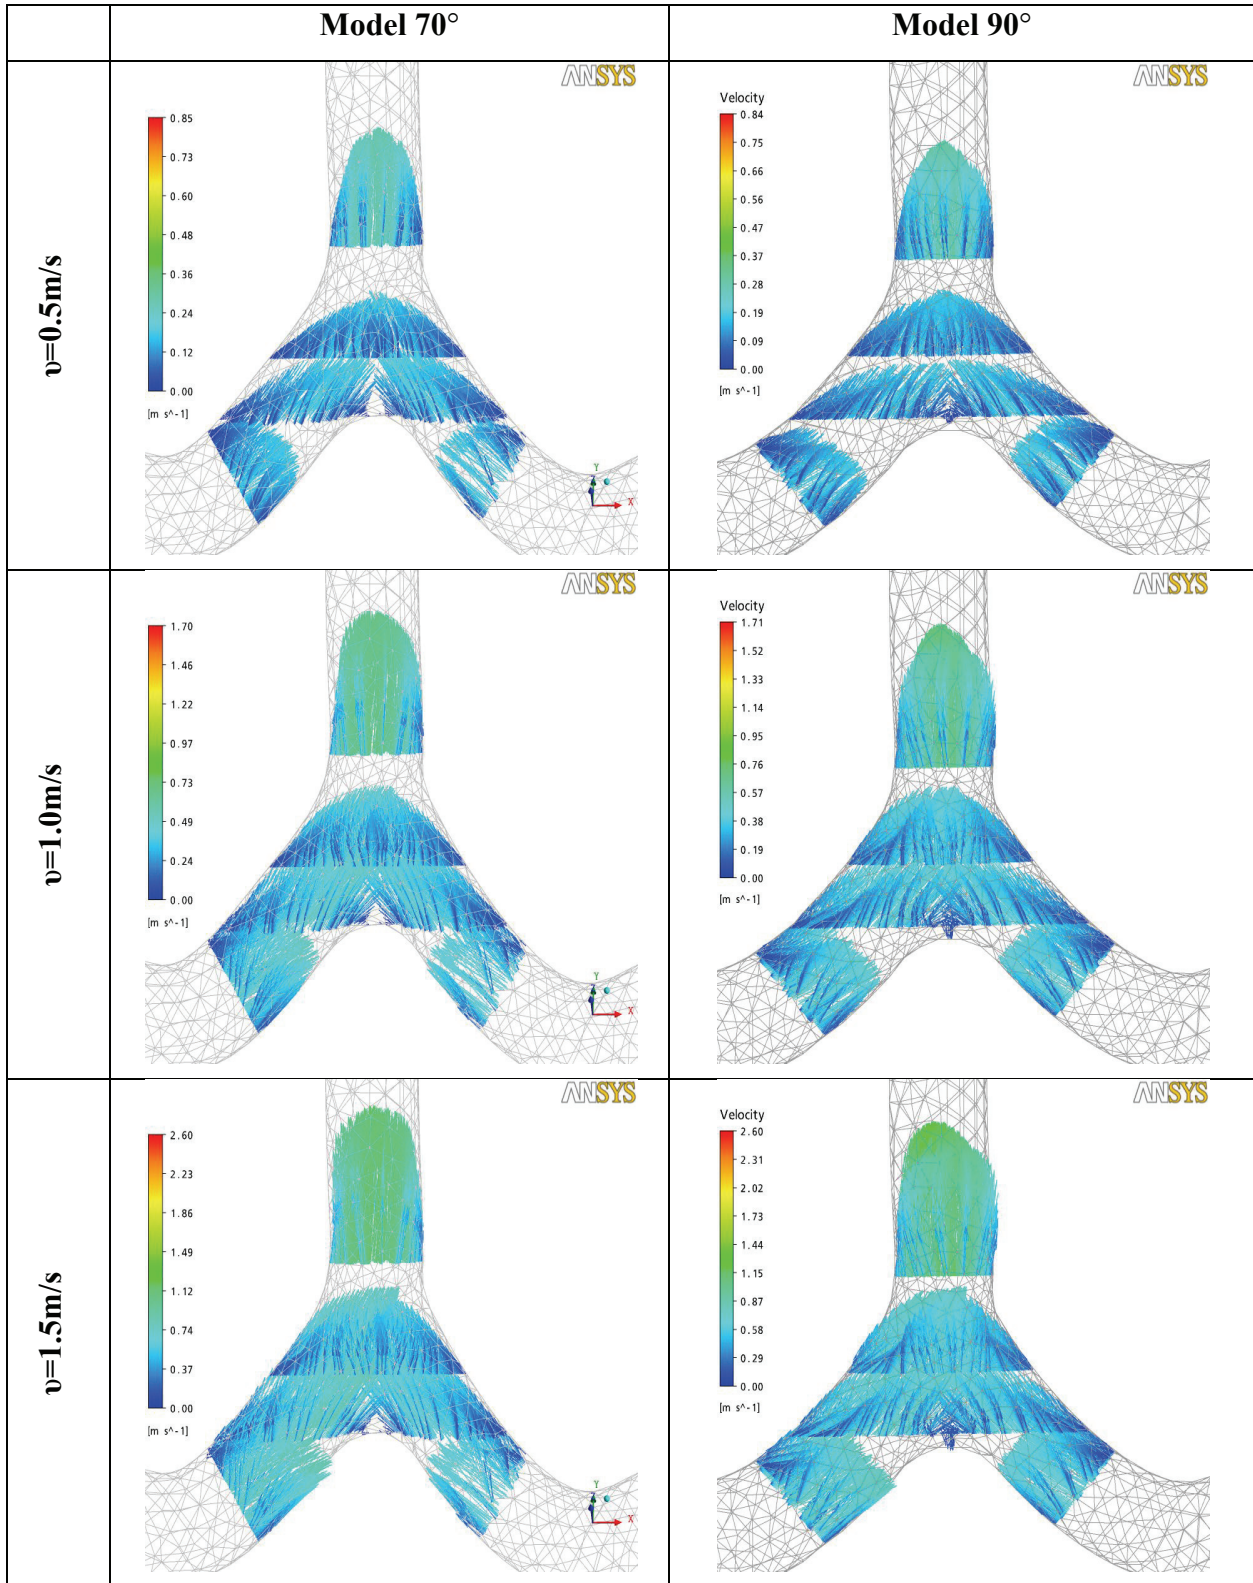 Model 70°
Model 90°
υ=0.5m/s
ANSYS
0.85
0.73
0.60
0.48
0.36
0.24
0.12
0.00
[m s^-1]
Y
Z
X
ANSYS
Velocity
0.84
0.75
0.66
0.56
0.47
0.37
0.28
0.19
0.09
0.00
[m s^-1]
υ=1.0m/s
ANSYS
1.70
1.46
1.22
0.97
0.73
0.49
0.24
0.00
[m s^-1]
Y
Z
X
ANSYS
Velocity
1.71
1.52
1.33
1.14
0.95
0.76
0.57
0.38
0.19
0.00
[m s^-1]
υ=1.5m/s
ANSYS
2.60
2.23
1.86
1.49
1.12
0.74
0.37
0.00
[m s^-1]
Y
Z
X
ANSYS
Velocity
2.60
2.31
2.02
1.73
1.44
1.15
0.87
0.58
0.29
0.00
[m s^-1]